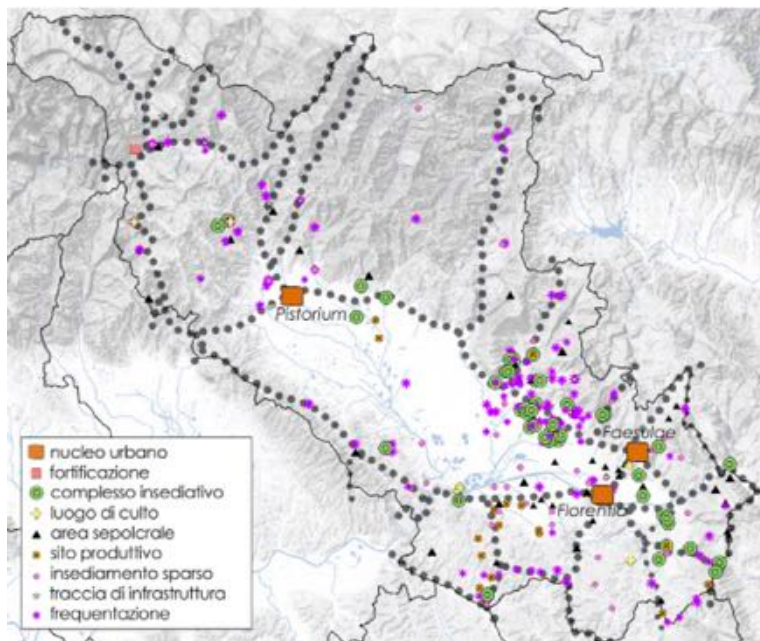 Pistorium
Faesulae
Florentia
nucleo urbano
fortificazione
complesso insediativo
luogo di culto
area sepolcrale
sito produttivo
insediamento sparso
traccia di infrastruttura
frequentazione